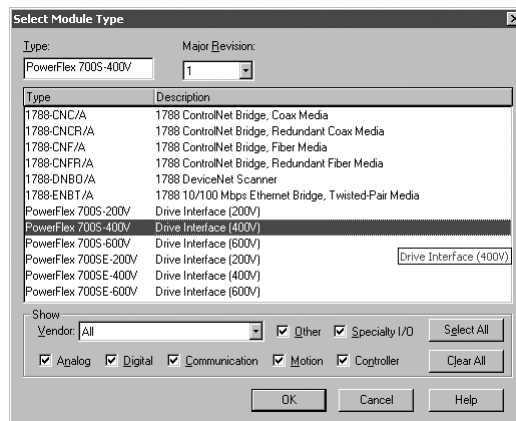 Select Module Type
Type: Major Revision:
PowerFlex 700S-400V 1
Type Description
1788-CNC/A 1788 ControlNet Bridge, Coax Media
1788-CNCR/A 1788 ControlNet Bridge, Redundant Coax Media
1788-CNF/A 1788 ControlNet Bridge, Fiber Media
1788-CNFR/A 1788 ControlNet Bridge, Redundant Fiber Media
1788-DNBO/A 1788 DeviceNet Scanner
1788-ENBT/A 1788 10/100 Mbps Ethernet Bridge, Twisted-Pair Media
PowerFlex 700S-200V Drive Interface (200V)
PowerFlex 700S-400V Drive Interface (400V)
PowerFlex 700S-600V Drive Interface (600V)
PowerFlex 700SE-200V Drive Interface (200V)
Drive Interface (400V)
PowerFlex 700SE-400V Drive Interface (400V)
PowerFlex 700SE-600V Drive Interface (600V)
Show
Vendor: All Other Specialty I/O Select All
Analog Digital Communication Motion Controller Clear All
OK Cancel Help